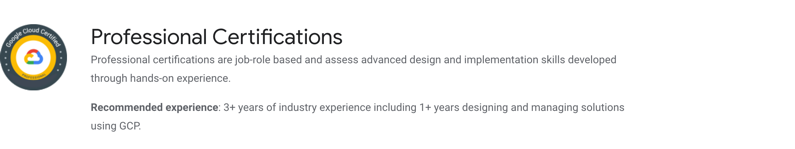 Google Cloud Certified
Professional Certifications
Professional certifications are job-role based and assess advanced design and implementation skills developed
through hands-on experience.
Recommended experience: 3+ years of industry experience including 1+ years designing and managing solutions
using GCP.